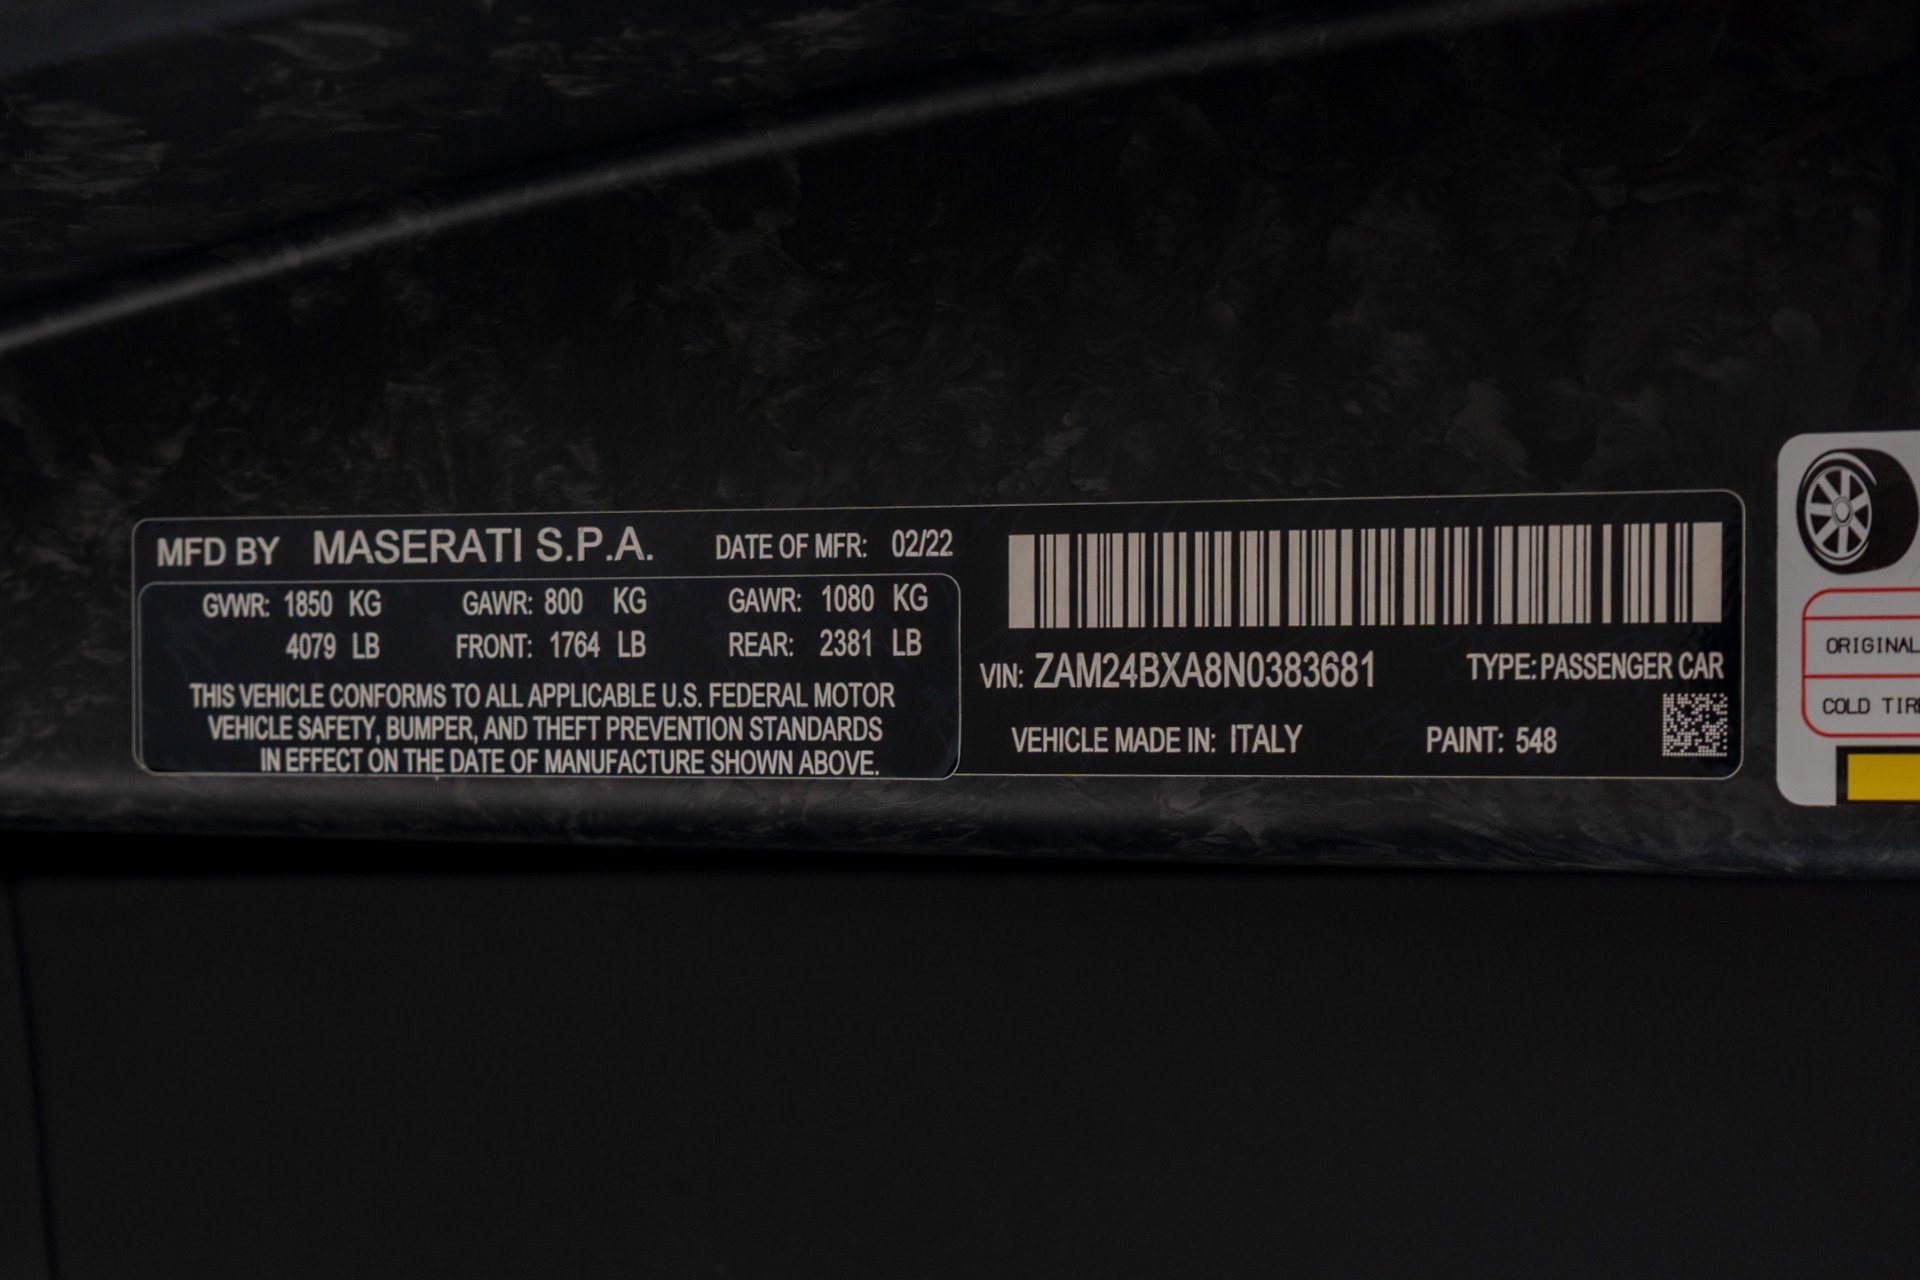 MFD BY MASERATI S.P.A. DATE OF MFR: 02/22
GVWR: 1850 KG GAWR: 800 KG GAWR: 1080 KG
4079 LB FRONT: 1764 LB REAR: 2381 LB
THIS VEHICLE CONFORMS TO ALL APPLICABLE U.S. FEDERAL MOTOR
VEHICLE SAFETY, BUMPER, AND THEFT PREVENTION STANDARDS
IN EFFECT ON THE DATE OF MANUFACTURE SHOWN ABOVE.
VIN: ZAM24BXA8N0383681 TYPE: PASSENGER CAR
VEHICLE MADE IN: ITALY PAINT: 548
ORIGINAL
COLD